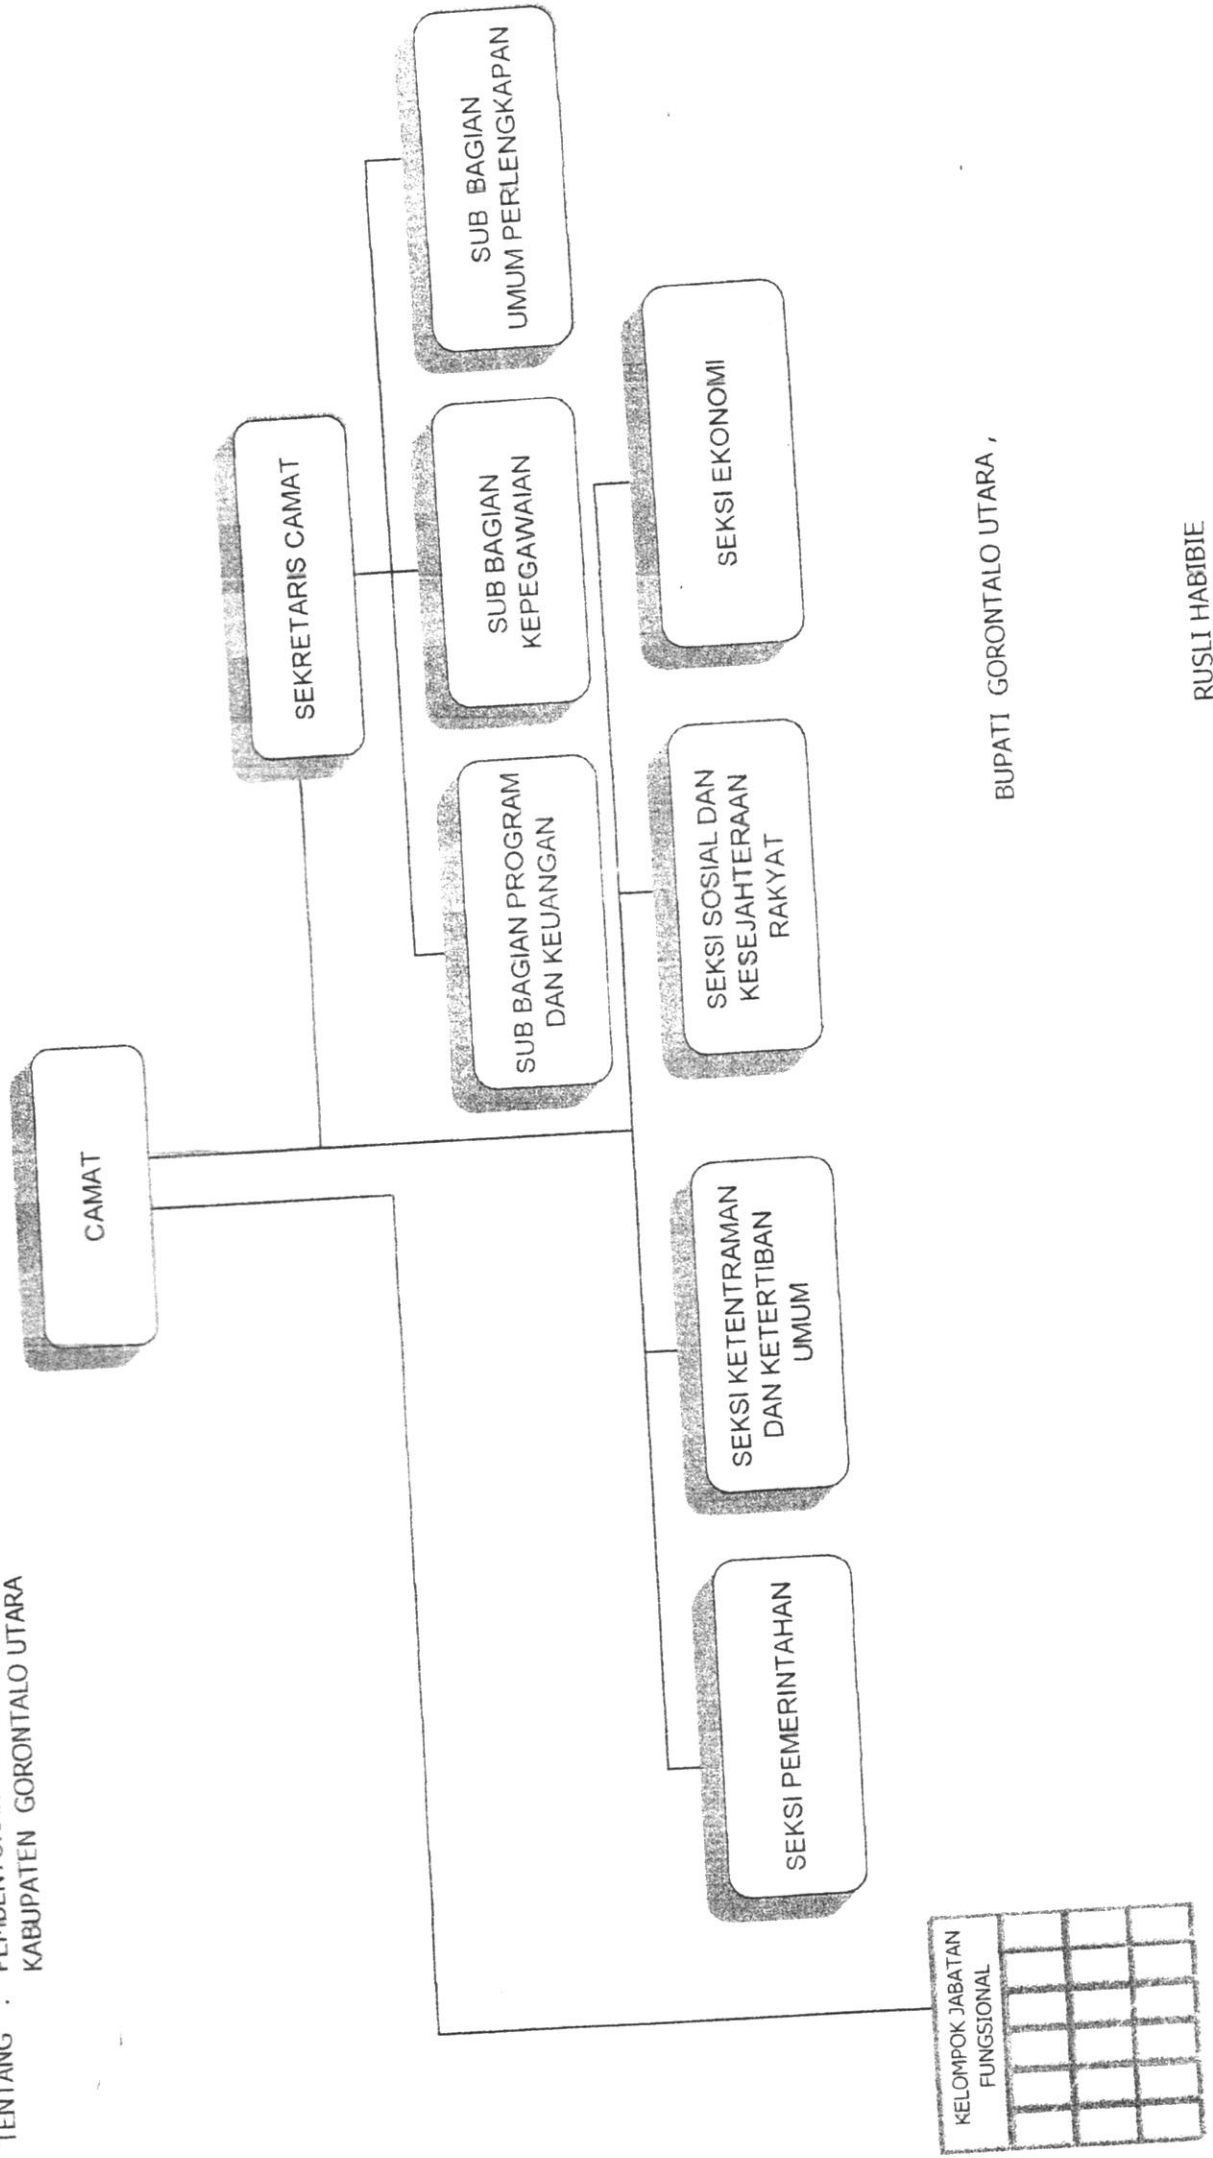 TENTANG :
KABUPATEN GORONTALO UTARA
CAMAT
SEKRETARIS CAMAT
SUB BAGIAN PROGRAM
DAN KEUANGAN
SUB BAGIAN
KEPEGAWAIAN
SUB BAGIAN
UMUM PERLENGKAPAN
SEKSI PEMERINTAHAN
SEKSI KETENTRAMAN
DAN KETERTIBAN
UMUM
SEKSI SOSIAL DAN
KESEJAHTERAAN
RAKYAT
SEKSI EKONOMI
KELOMPOK JABATAN
FUNGSIONAL
BUPATI GORONTALO UTARA ,
RUSLI HABIBIE